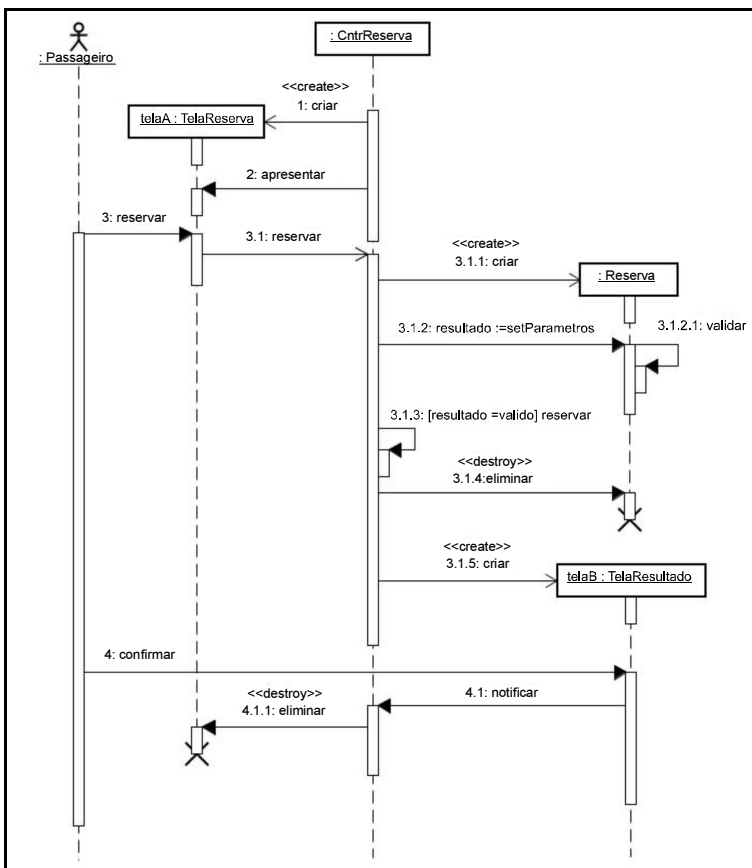 : Passageiro
: CntrReserva
<<create>>
1: criar
telaA : TelaReserva
2: apresentar
3: reservar
3.1: reservar
<<create>>
3.1.1: criar
: Reserva
3.1.2: resultado :=setParametros
3.1.2.1: validar
3.1.3: [resultado =valido] reservar
<<destroy>>
3.1.4:eliminar
<<create>>
3.1.5: criar
telaB : TelaResultado
4: confirmar
<<destroy>>
4.1.1: eliminar
4.1: notificar